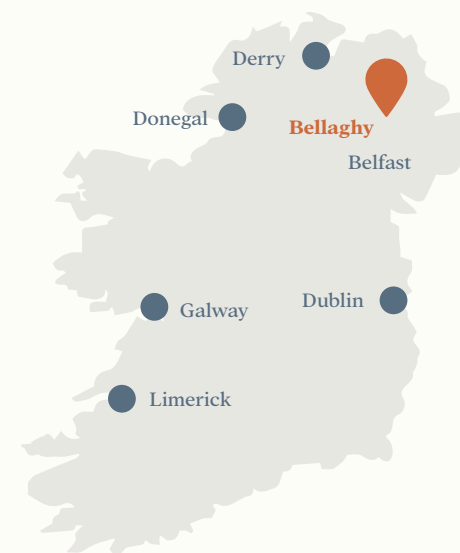 Derry
Donegal
Bellaghy
Belfast
Dublin
Galway
Limerick